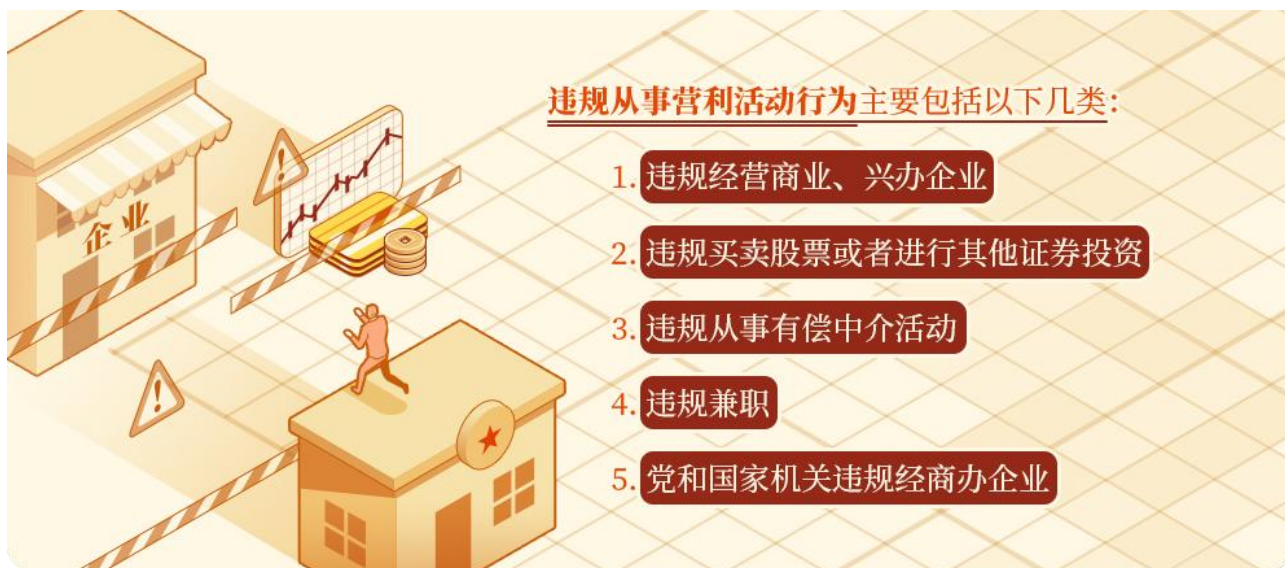 违规从事营利活动行为主要包括以下几类：
1. 违规经营商业、兴办企业
2. 违规买卖股票或者进行其他证券投资
3. 违规从事有偿中介活动
4. 违规兼职
5. 党和国家机关违规经商办企业
企业